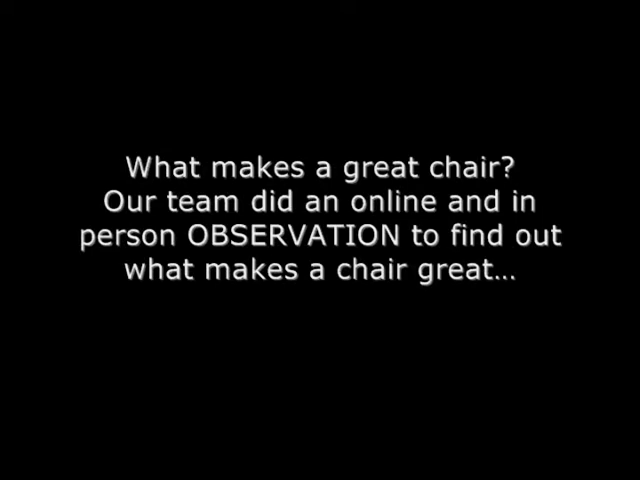 What makes a great chair?
Our team did an online and in
person OBSERVATION to find out
what makes a chair great…